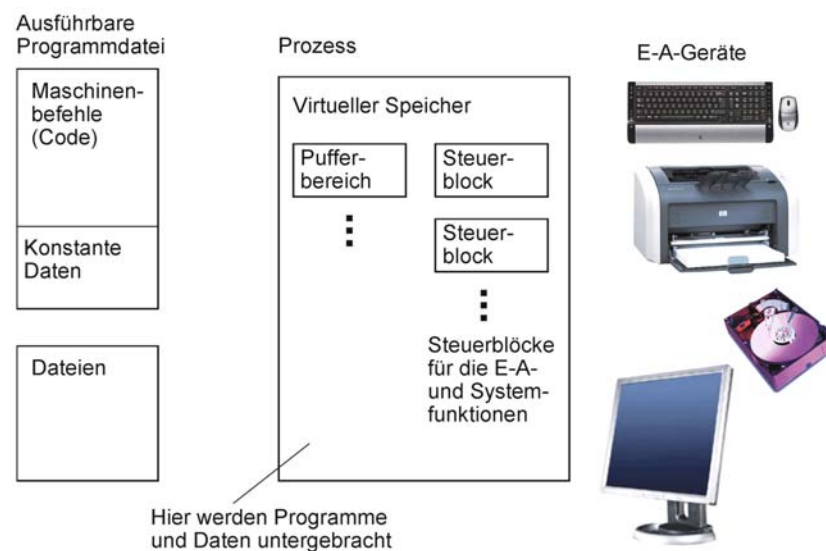 Ausführbare
Programmdatei
Maschinen-
befehle
(Code)
Konstante
Daten
Dateien
Prozess
Virtueller Speicher
Puffer-
bereich
Steuer-
block
Steuer-
block
Steuerblöcke
für die E-A-
und System-
funktionen
Hier werden Programme
und Daten untergebracht
E-A-Geräte